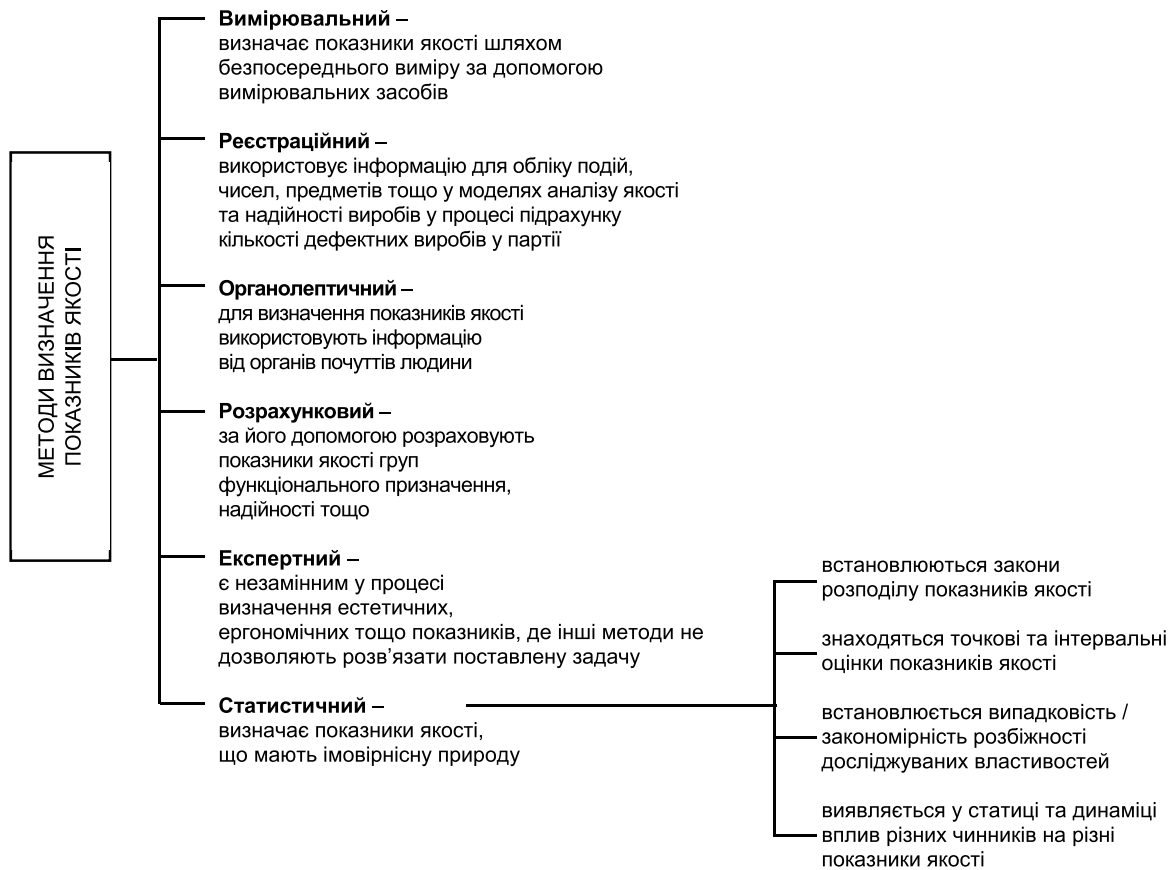 МЕТОДИ ВИЗНАЧЕННЯ
ПОКАЗНИКІВ ЯКОСТІ
Вимірювальний –
визначає показники якості шляхом
безпосереднього виміру за допомогою
вимірювальних засобів
Реєстраційний –
використовує інформацію для обліку подій,
чисел, предметів тощо у моделях аналізу якості
та надійності виробів у процесі підрахунку
кількості дефектних виробів у партії
Органолептичний –
для визначення показників якості
використовують інформацію
від органів почуттів людини
Розрахунковий –
за його допомогою розраховують
показники якості груп
функціонального призначення,
надійності тощо
Експертний –
є незамінним у процесі
визначення естетичних,
ергономічних тощо показників, де інші методи не
дозволяють розв’язати поставлену задачу
Статистичний –
визначає показники якості,
що мають імовірнісну природу
встановлюються закони
розподілу показників якості
знаходяться точкові та інтервальні
оцінки показників якості
встановлюється випадковість /
закономірність розбіжності
досліджуваних властивостей
виявляється у статиці та динаміці
вплив різних чинників на різні
показники якості